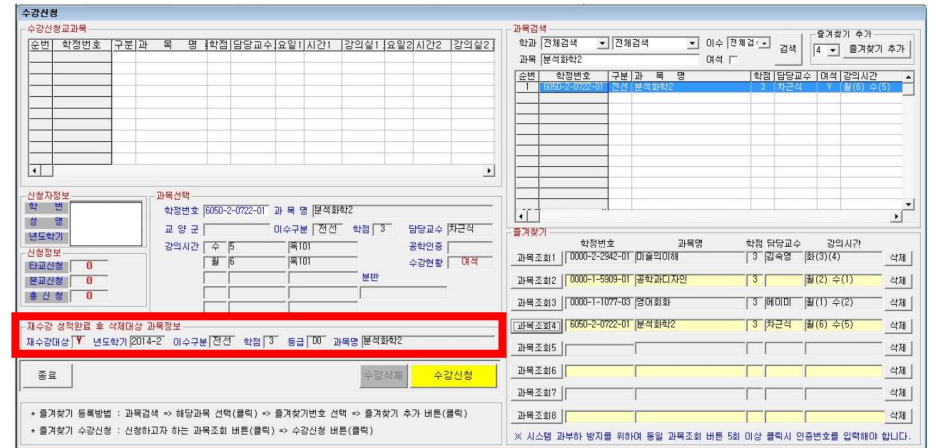 수강신청
수강신청교과목
순번 학정번호 구분 과 목 명 학점 담당교수 요일1 시간1 강의실1 요일2 시간2 강의실2
신청자정보
학 번
성 명
년도학기
신청정보
타교신청 0
본교신청 0
총 신 청 0
과목선택
학정번호 6050-2-0722-01 과 목 명 분석화학2
교 양 군 이수구분 전선 학점 3 담당교수 차근식
강의시간 수 5 옥101 공학인증
월 6 옥101 수강현황 여석
분반
재수강 성적완료 후 삭제대상 과목정보
재수강대상 Y 년도학기 2014-2 이수구분 전선 학점 3 등급 D0 과목명 분석화학2
종료 수강삭제 수강신청
* 즐겨찾기 등록방법 : 과목검색 => 해당과목 선택(클릭) => 즐겨찾기번호 선택 => 즐겨찾기 추가 버튼(클릭)
* 즐겨찾기 수강신청 : 신청하고자 하는 과목조회 버튼(클릭) => 수강신청 버튼(클릭)
과목검색
학과 전체검색 전체검색 이수 전체검 검색
과목 분석화학2 여석
즐겨찾기 추가
4 즐겨찾기 추가
순번 학정번호 구분 과 목 명 학점 담당교수 여석 강의시간
1 6050-2-0722-01 전선 분석화학2 3 차근식 Y 월(6) 수(5)
즐겨찾기
학정번호 과목명 학점 담당교수 강의시간
과목조회1 0000-2-2942-01 미술의이해 3 김숙영 화(3)(4) 삭제
과목조회2 0000-1-5909-01 공학과디자인 3 월(2) 수(1) 삭제
과목조회3 0000-1-1077-03 영어회화 3 에이미 월(1) 수(2) 삭제
과목조회4 6050-2-0722-01 분석화학2 3 차근식 월(6) 수(5) 삭제
과목조회5 삭제
과목조회6 삭제
과목조회7 삭제
과목조회8 삭제
※ 시스템 과부하 방지를 위하여 동일 과목조회 버튼 5회 이상 클릭시 인증번호를 입력해야 합니다.